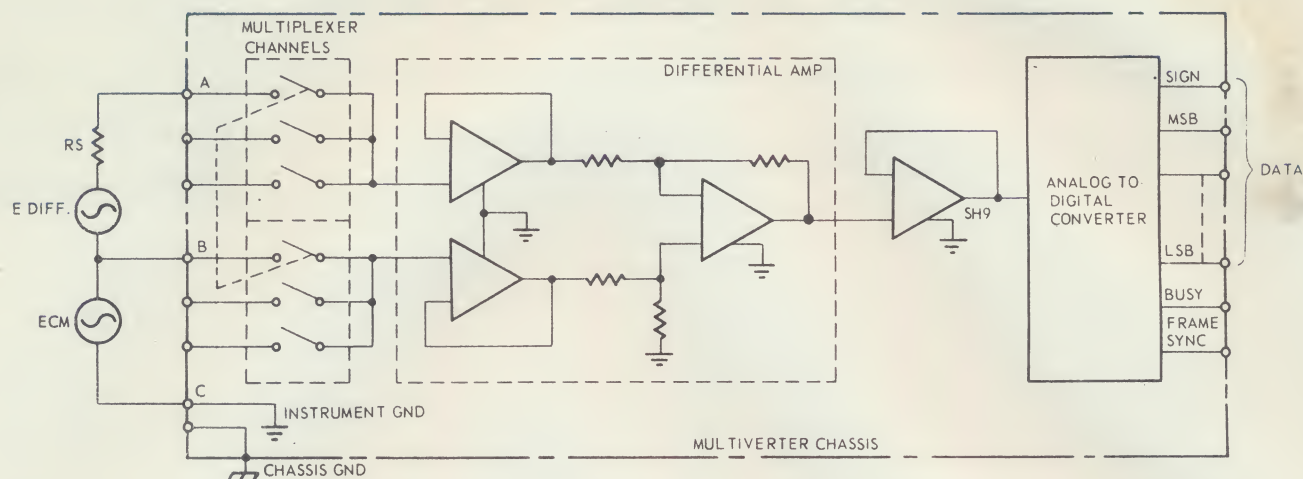 MULTIPLEXER
CHANNELS
A
RS
E DIFF.
B
ECM
C
INSTRUMENT GND
CHASSIS GND
DIFFERENTIAL AMP
SH9
ANALOG TO
DIGITAL
CONVERTER
SIGN
MSB
LSB
DATA
BUSY
FRAME
SYNC
MULTIVERTER CHASSIS